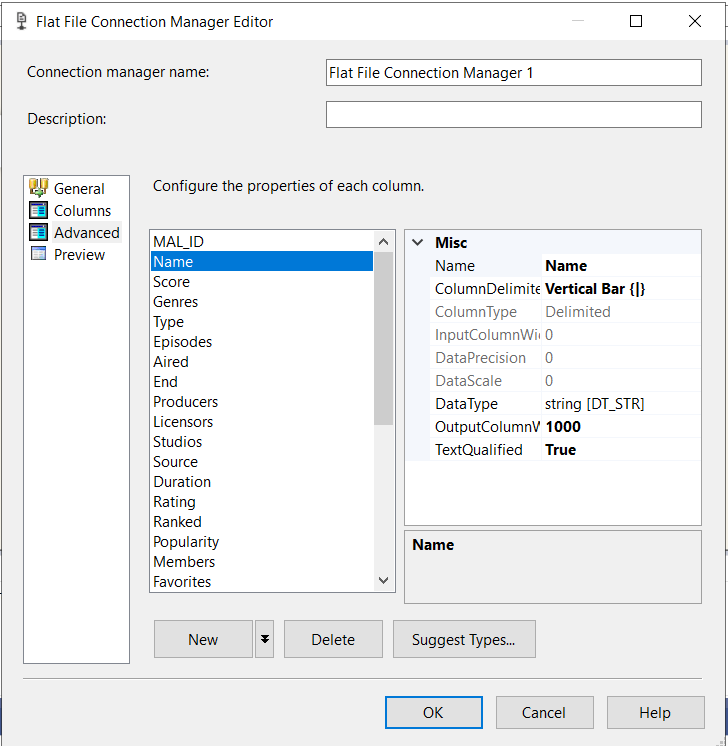 Flat File Connection Manager Editor
Connection manager name:
Flat File Connection Manager 1
Description:
General
Columns
Advanced
Preview
Configure the properties of each column.
MAL_ID
Name
Score
Genres
Type
Episodes
Aired
End
Producers
Licensors
Studios
Source
Duration
Rating
Ranked
Popularity
Members
Favorites
Misc
Name Name
ColumnDelimite Vertical Bar {|}
ColumnType Delimited
InputColumnWi 0
DataPrecision 0
DataScale 0
DataType string [DT_STR]
OutputColumnW 1000
TextQualified True
Name
New
Delete
Suggest Types...
OK
Cancel
Help